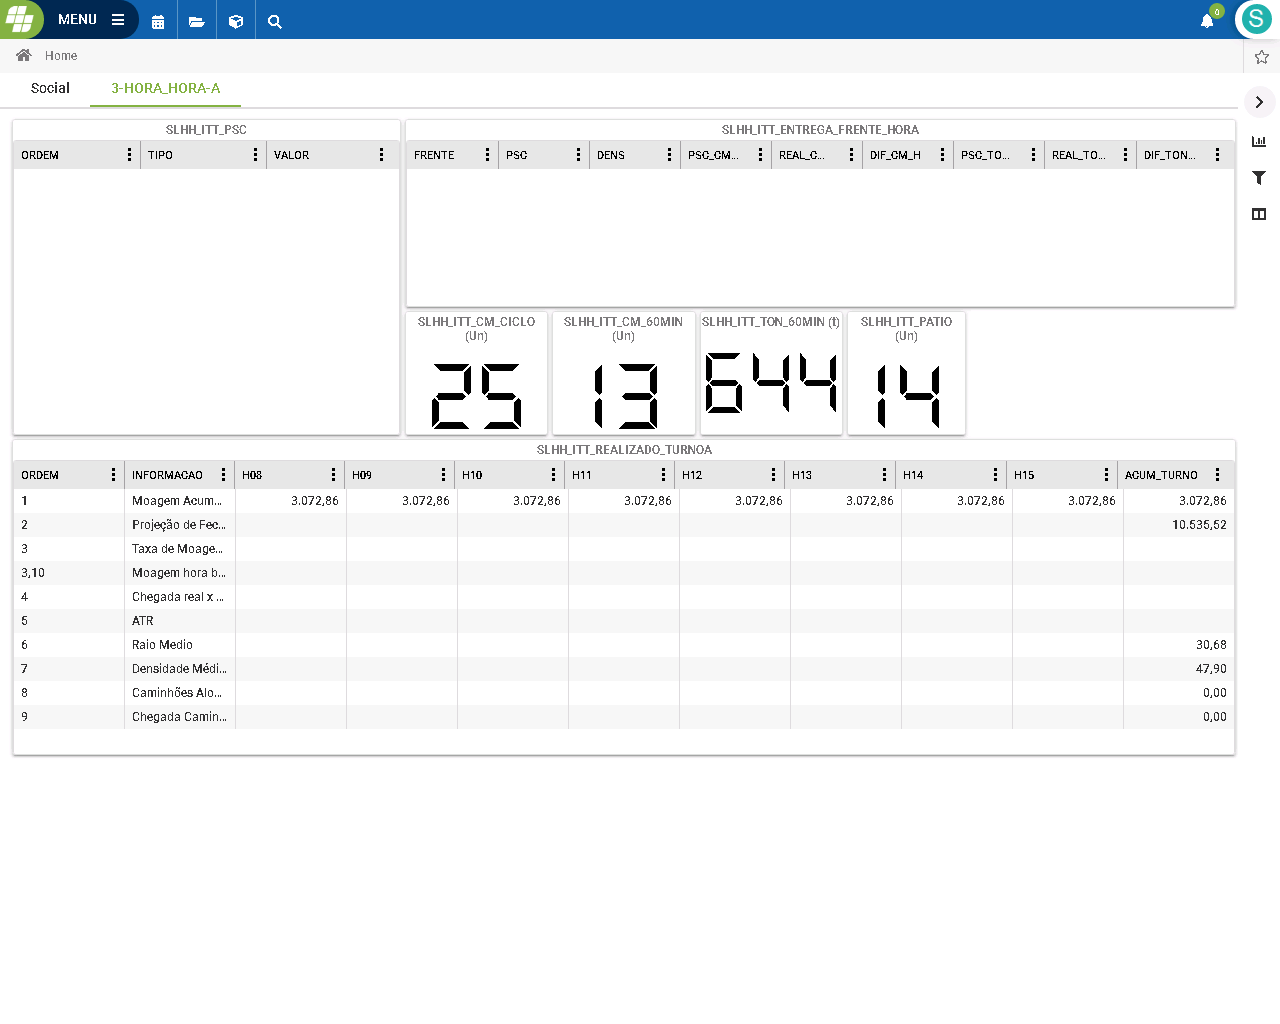 MENU
0
S
Home
Social
3-HORA_HORA-A
SLHH_ITT_PSC
ORDEM TIPO VALOR
SLHH_ITT_ENTREGA_FRENTE_HORA
FRENTE PSC DENS PSC_CM... REAL_C... DIF_CM_H PSC_TO... REAL_TO... DIF_TON...
SLHH_ITT_CM_CICLO
(Un)
25
SLHH_ITT_CM_60MIN
(Un)
13
SLHH_ITT_TON_60MIN (t)
644
SLHH_ITT_PATIO
(Un)
14
SLHH_ITT_REALIZADO_TURNOA
ORDEM INFORMACAO H08 H09 H10 H11 H12 H13 H14 H15 ACUM_TURNO
1 Moagem Acum... 3.072,86 3.072,86 3.072,86 3.072,86 3.072,86 3.072,86 3.072,86 3.072,86 3.072,86
2 Projeção de Fec... 10.535,52
3 Taxa de Moage...
3,10 Moagem hora b...
4 Chegada real x ...
5 ATR
6 Raio Medio 30,68
7 Densidade Médi... 47,90
8 Caminhões Alo... 0,00
9 Chegada Camin... 0,00